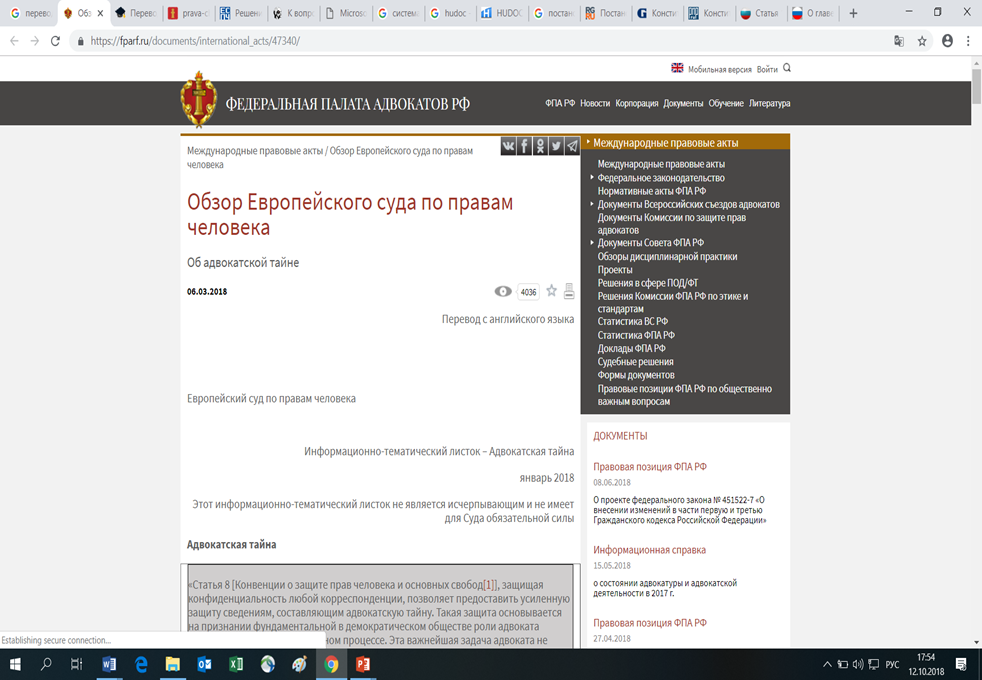 перево
Обз
Перево
prava-c
Решени
К вопр
Micros
систем
hudoc
HUDOC
поста
Поста
Консти
Консти
Статья
О глав
https://fparf.ru/documents/international_acts/47340/
Мобильная версия Войти
ФЕДЕРАЛЬНАЯ ПАЛАТА АДВОКАТОВ РФ
ФПА РФ Новости Корпорация Документы Обучение Литература
Международные правовые акты / Обзор Европейского суда по правам
человека
Обзор Европейского суда по правам
человека
Об адвокатской тайне
06.03.2018
4036
Перевод с английского языка
Европейский суд по правам человека
Информационно-тематический листок – Адвокатская тайна
январь 2018
Этот информационно-тематический листок не является исчерпывающим и не имеет
для Суда обязательной силы
Адвокатская тайна
«Статья 8 [Конвенции о защите прав человека и основных свобод[1]], защищая
конфиденциальность любой корреспонденции, позволяет предоставить усиленную
защиту сведениям, составляющим адвокатскую тайну. Такая защита основывается
на признании фундаментальной в демократическом обществе роли адвоката
ном процессе. Эта важнейшая задача адвоката не
Международные правовые акты
Международные правовые акты
Федеральное законодательство
Нормативные акты ФПА РФ
Документы Всероссийских съездов адвокатов
Документы Комиссии по защите прав
адвокатов
Документы Совета ФПА РФ
Обзоры дисциплинарной практики
Проекты
Решения в сфере ПОД/ФТ
Решения Комиссии ФПА РФ по этике и
стандартам
Статистика ВС РФ
Статистика ФПА РФ
Доклады ФПА РФ
Судебные решения
Формы документов
Правовые позиции ФПА РФ по общественно
важным вопросам
ДОКУМЕНТЫ
Правовая позиция ФПА РФ
08.06.2018
О проекте федерального закона № 451522-7 «О
внесении изменений в части первую и третью
Гражданского кодекса Российской Федерации»
Информационная справка
15.05.2018
о состоянии адвокатуры и адвокатской
деятельности в 2017 г.
Правовая позиция ФПА РФ
27.04.2018
Establishing secure connection...
РУС
17:54
12.10.2018